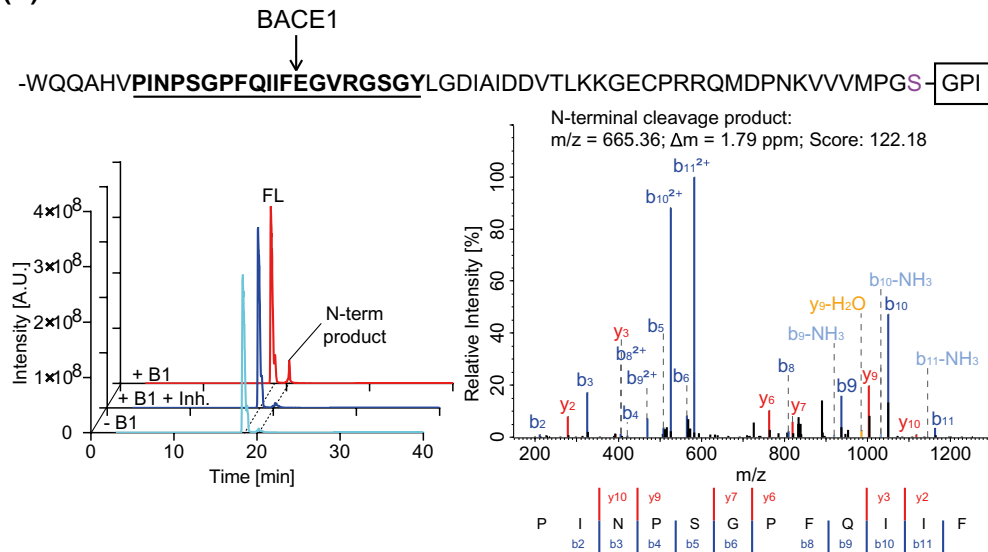 BACE1
-WQQAHVPINPSGPFQIIFEGVRGSGYLGDIAIDDVTLKKGECPRRQMDPNKVVVMPGS-GPI
N-terminal cleavage product:
m/z = 665.36; Δm = 1.79 ppm; Score: 122.18
Intensity [A.U.]
4×10⁸
3×10⁸
2×10⁸
1×10⁸
0
FL
N-term
product
+ B1
+ B1 + Inh.
- B1
0 10 20 30 40
Time [min]
Relative Intensity [%]
100
80
60
40
20
0
b₁₁²⁺
b₁₀²⁺
b₁₀-NH₃
y₉-H₂O
b₁₀
y₃
b₅
b₉-NH₃
b₈²⁺
b₁₁-NH₃
b₈
b₉²⁺
b₆
b₃
y₉
b9
y₂
b₄
y₆
y₇
y₁₀
b₂
b₁₁
200 400 600 800 1000 1200
m/z
y10 y9 y7 y6 y3 y2
P I N P S G P F Q I I F
b2 b3 b4 b5 b6 b8 b9 b10 b11